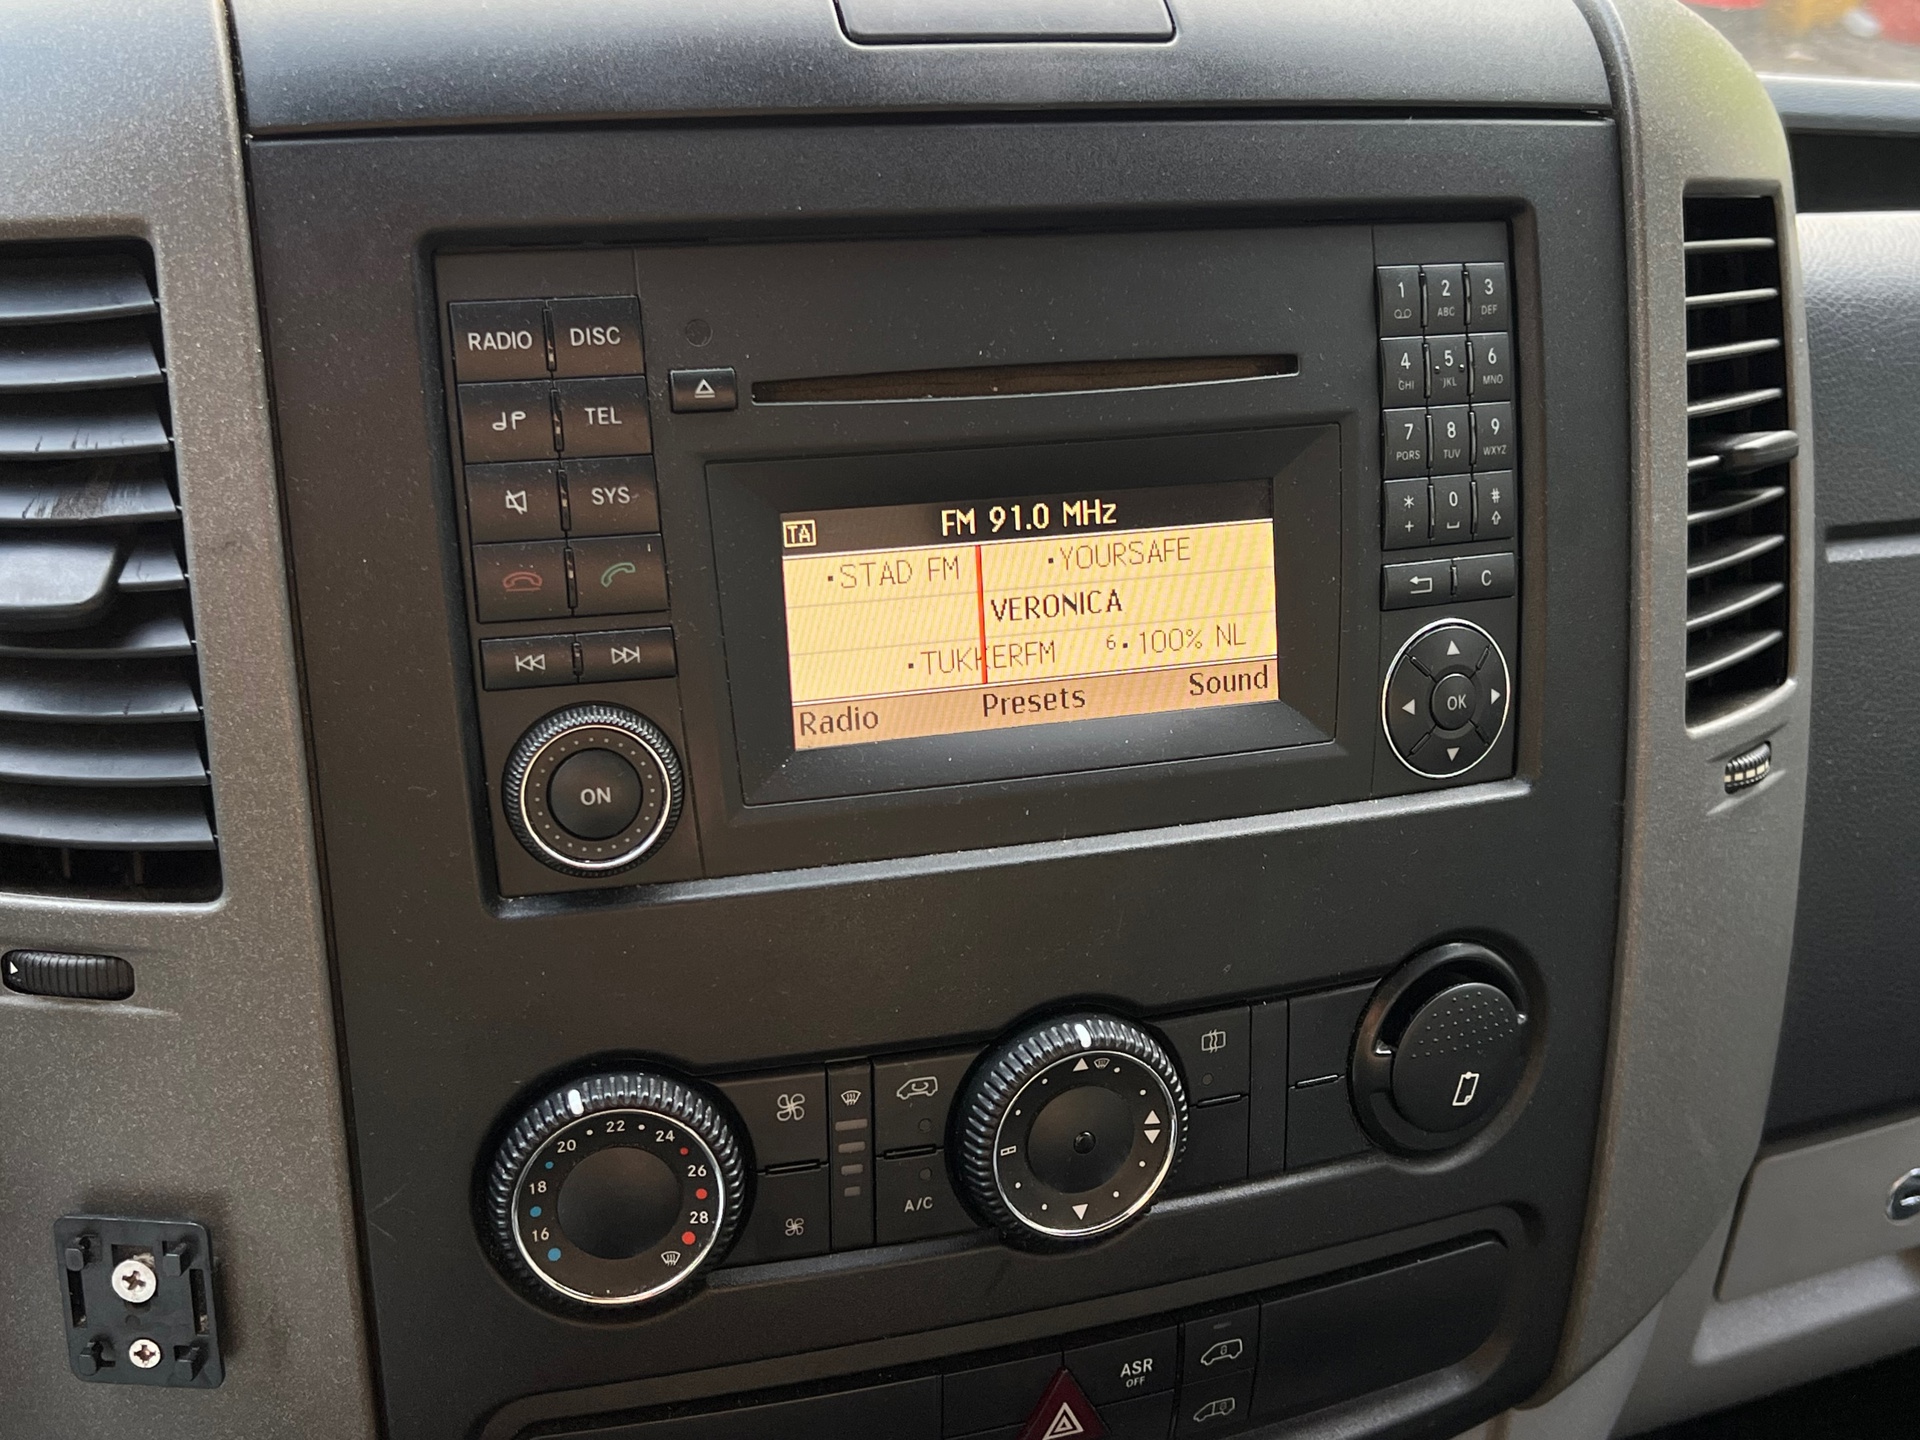 RADIO DISC
TEL
SYS
ON
TA FM 91.0 MHz
•STAD FM •YOURSAFE
VERONICA
•TUKKERFM 6•100% NL
Radio Presets Sound
1 2 3
ABC DEF
4 5 6
GHI JKL MNO
7 8 9
PQRS TUV WXYZ
* 0 #
+
C
OK
16 18 20 22 24 26 28
A/C
ASR
OFF